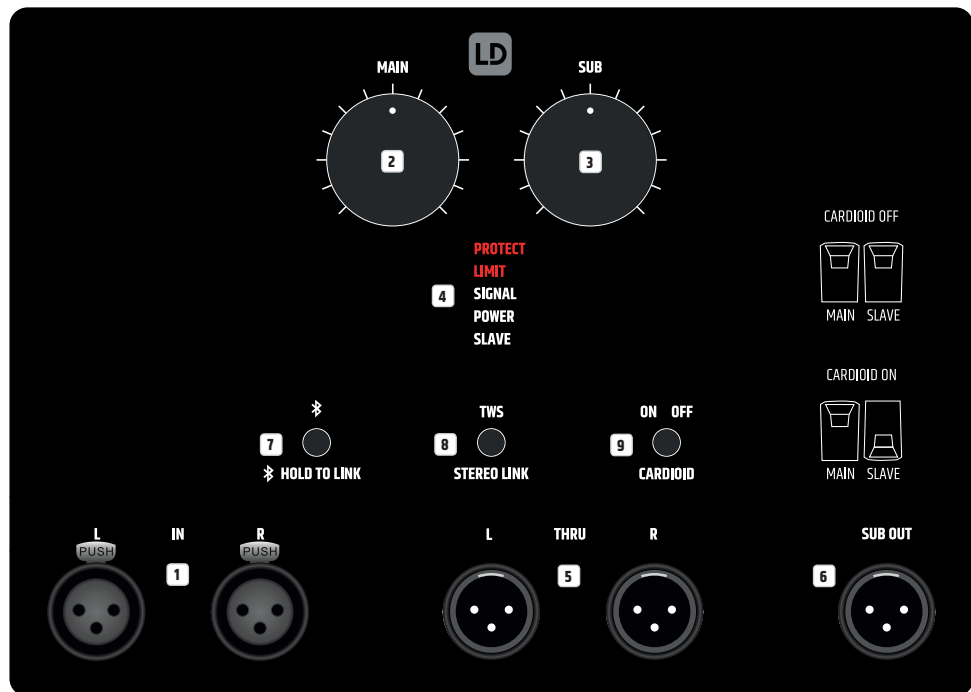 LD
MAIN
SUB
2
3
CARDIOID OFF
PROTECT
LIMIT
4
SIGNAL
POWER
SLAVE
MAIN SLAVE
CARDIOID ON
TWS
ON OFF
7
8
9
HOLD TO LINK
STEREO LINK
CARDIOID
MAIN SLAVE
L IN R
L THRU R
SUB OUT
PUSH
PUSH
1
5
6